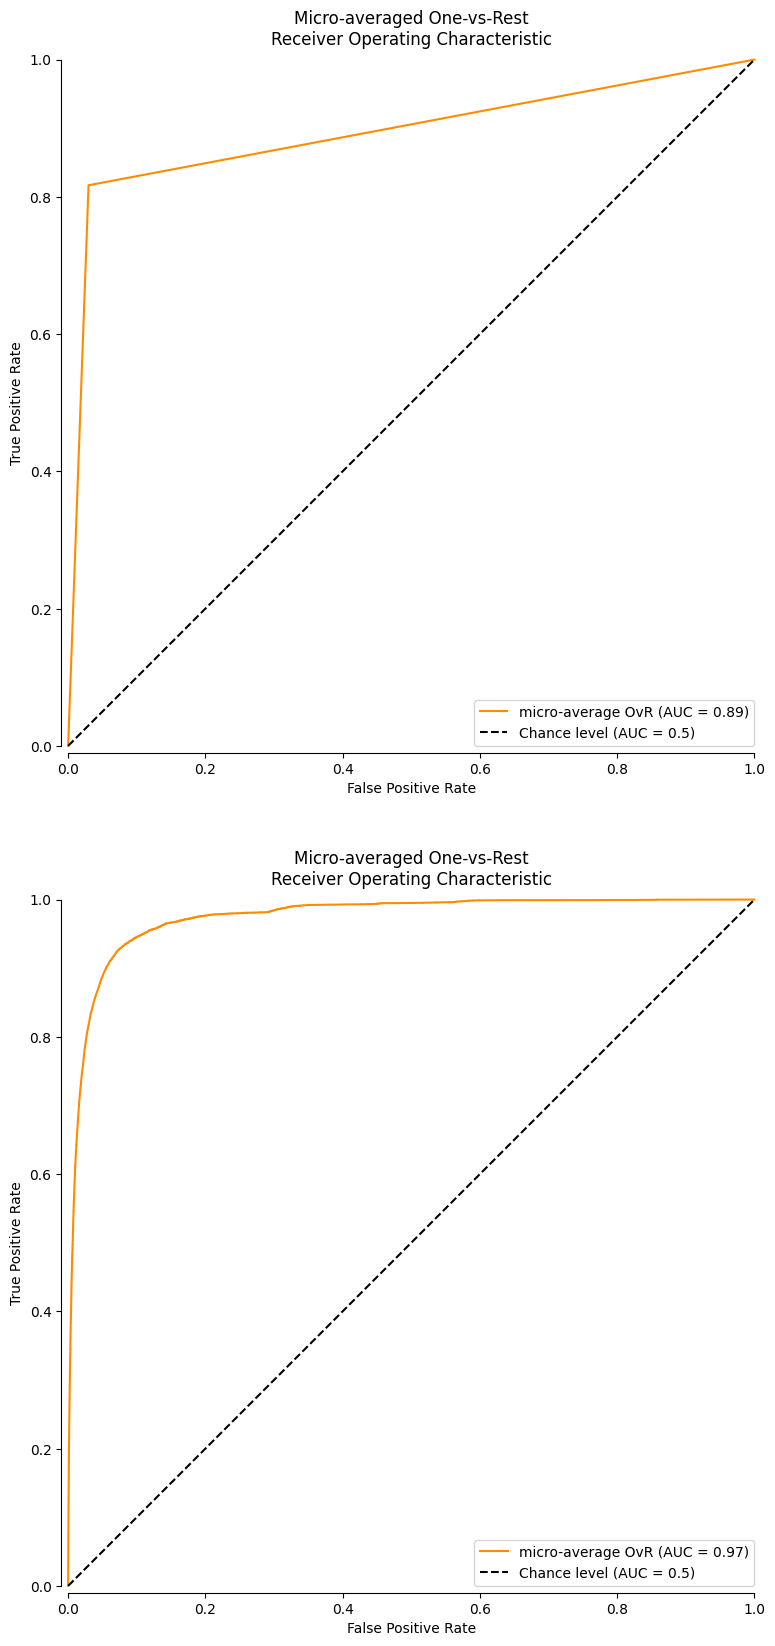 Micro-averaged One-vs-Rest
Receiver Operating Characteristic
1.0
0.8
0.6
0.4
0.2
0.0
True Positive Rate
micro-average OvR (AUC = 0.89)
Chance level (AUC = 0.5)
0.0 0.2 0.4 0.6 0.8 1.0
False Positive Rate
Micro-averaged One-vs-Rest
Receiver Operating Characteristic
1.0
0.8
0.6
0.4
0.2
0.0
True Positive Rate
micro-average OvR (AUC = 0.97)
Chance level (AUC = 0.5)
0.0 0.2 0.4 0.6 0.8 1.0
False Positive Rate